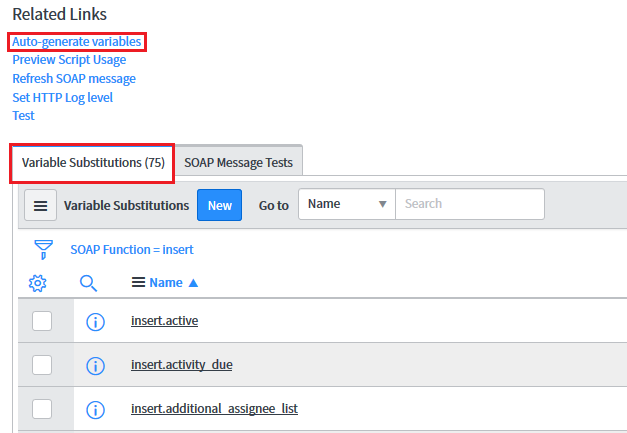 Related Links
Auto-generate variables
Preview Script Usage
Refresh SOAP message
Set HTTP Log level
Test
Variable Substitutions (75) SOAP Message Tests
Variable Substitutions New Go to Name Search
SOAP Function = insert
Name
insert.active
insert.activity_due
insert.additional_assignee_list